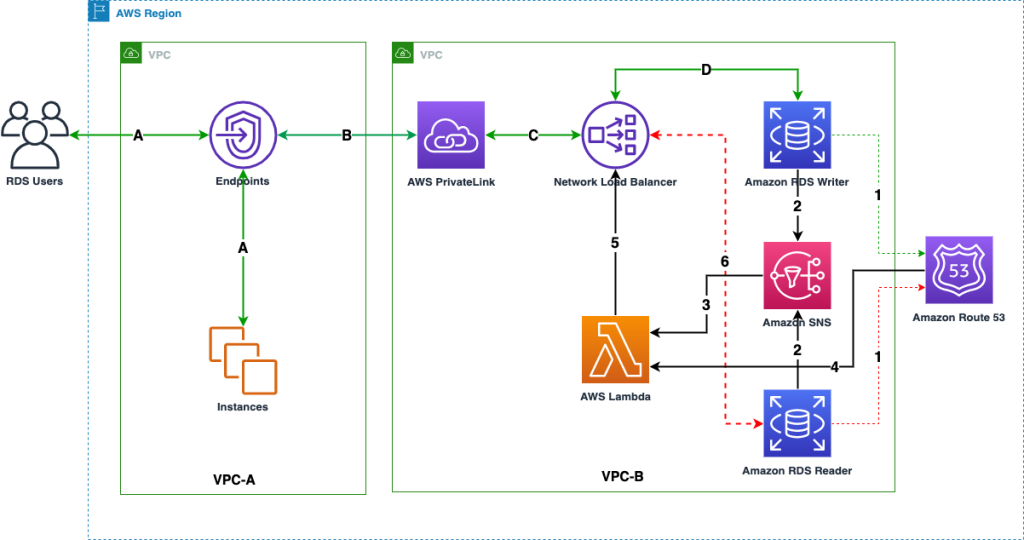 AWS Region
VPC
VPC
D
A
B
C
RDS Users
Endpoints
AWS PrivateLink
Network Load Balancer
Amazon RDS Writer
1
2
A
5
6
53
3
Amazon SNS
Amazon Route 53
2
1
4
AWS Lambda
Instances
Amazon RDS Reader
VPC-A
VPC-B